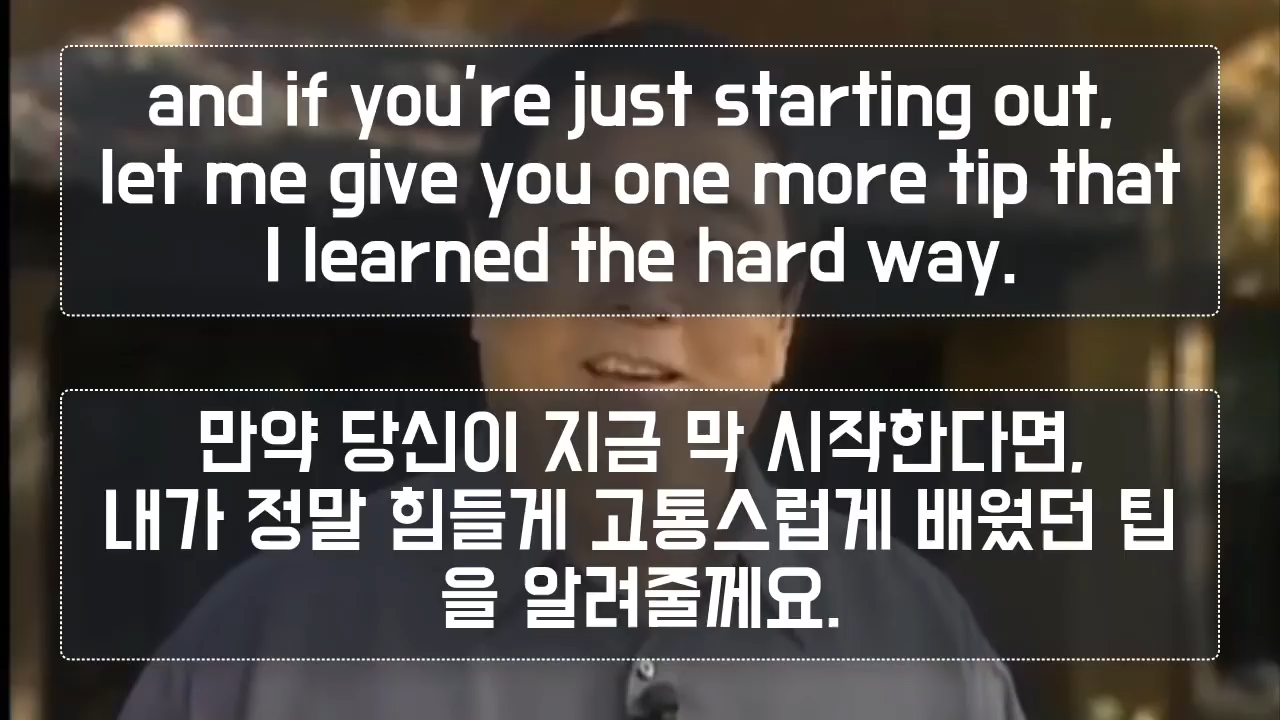 and if you're just starting out,
let me give you one more tip that
I learned the hard way.
만약 당신이 지금 막 시작한다면,
내가 정말 힘들게 고통스럽게 배웠던 팁
을 알려줄께요.